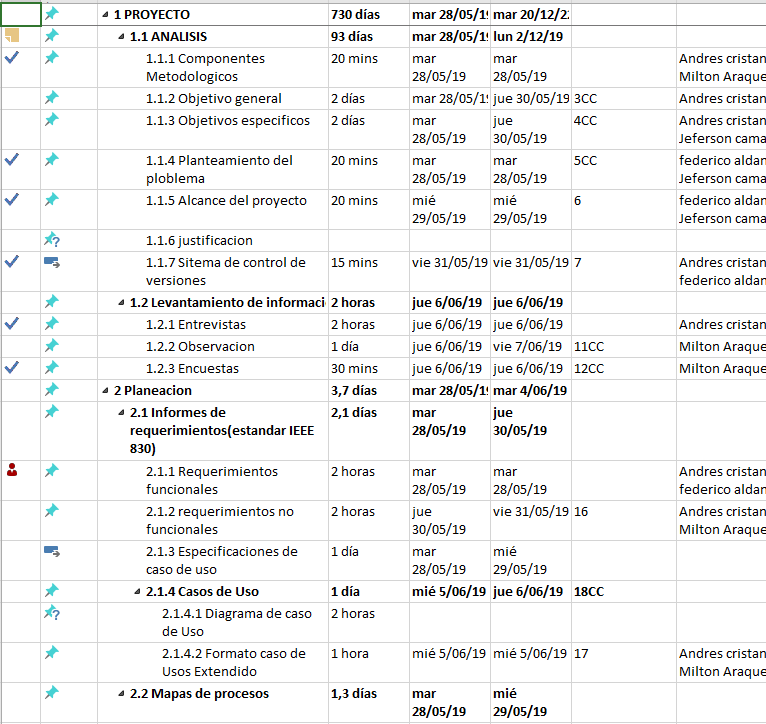 1 PROYECTO 730 días mar 28/05/19 mar 20/12/22
1.1 ANALISIS 93 días mar 28/05/19 lun 2/12/19
1.1.1 Componentes 20 mins mar mar Andres cristan
Metodologicos 28/05/19 28/05/19 Milton Araque
1.1.2 Objetivo general 2 días mar 28/05/19 jue 30/05/19 3CC Andres cristan
1.1.3 Objetivos especificos 2 días mar jue 4CC Andres cristan
28/05/19 30/05/19 Jeferson cama
1.1.4 Planteamiento del 20 mins mar mar 5CC federico aldan
ploblema 28/05/19 28/05/19 Jeferson cama
1.1.5 Alcance del proyecto 20 mins mié mié 6 federico aldan
29/05/19 29/05/19 Jeferson cama
1.1.6 justificacion
1.1.7 Sitema de control de 15 mins vie 31/05/19 vie 31/05/19 7 Andres cristan
versiones federico aldan
1.2 Levantamiento de informaci 2 horas jue 6/06/19 jue 6/06/19
1.2.1 Entrevistas 2 horas jue 6/06/19 jue 6/06/19 Andres cristan
1.2.2 Observacion 1 día jue 6/06/19 vie 7/06/19 11CC Milton Araque
1.2.3 Encuestas 30 mins jue 6/06/19 jue 6/06/19 12CC Milton Araque
2 Planeacion 3,7 días mar 28/05/19 mar 4/06/19
2.1 Informes de 2,1 días mar jue
requerimientos(estandar IEEE 28/05/19 30/05/19
830)
2.1.1 Requerimientos 2 horas mar mar Andres cristan
funcionales 28/05/19 28/05/19 federico aldan
2.1.2 requerimientos no 2 horas jue vie 31/05/19 16 Andres cristan
funcionales 30/05/19 Milton Araque
2.1.3 Especificaciones de 1 día mar mié
caso de uso 28/05/19 29/05/19
2.1.4 Casos de Uso 1 día mié 5/06/19 jue 6/06/19 18CC
2.1.4.1 Diagrama de caso 2 horas
de Uso
2.1.4.2 Formato caso de 1 hora mié 5/06/19 mié 5/06/19 17 Andres cristan
Usos Extendido Milton Araque
2.2 Mapas de procesos 1,3 días mar mié
28/05/19 29/05/19